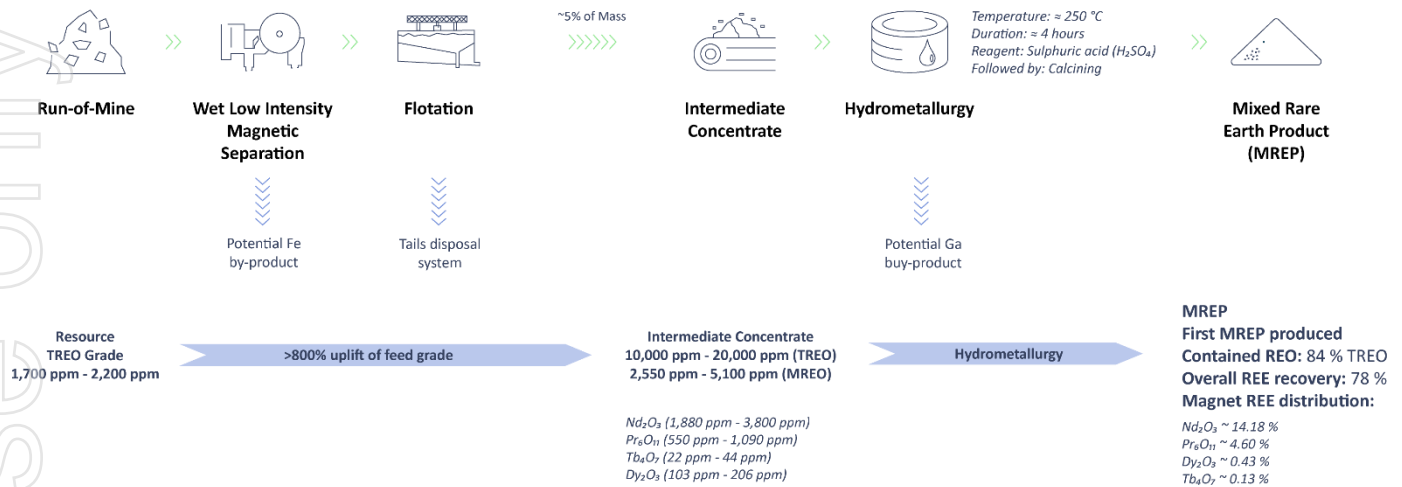 ~5% of Mass
Temperature: ≈ 250 °C
Duration: ≈ 4 hours
Reagent: Sulphuric acid (H₂SO₄)
Followed by: Calcining
Run-of-Mine
Wet Low Intensity
Magnetic
Separation
Flotation
Intermediate
Concentrate
Hydrometallurgy
Mixed Rare
Earth Product
(MREP)
Potential Fe
by-product
Tails disposal
system
Potential Ga
buy-product
Resource
TREO Grade
1,700 ppm - 2,200 ppm
>800% uplift of feed grade
Intermediate Concentrate
10,000 ppm - 20,000 ppm (TREO)
2,550 ppm - 5,100 ppm (MREO)
Nd₂O₃ (1,880 ppm - 3,800 ppm)
Pr₆O₁₁ (550 ppm - 1,090 ppm)
Tb₄O₇ (22 ppm - 44 ppm)
Dy₂O₃ (103 ppm - 206 ppm)
Hydrometallurgy
MREP
First MREP produced
Contained REO: 84 % TREO
Overall REE recovery: 78 %
Magnet REE distribution:
Nd₂O₃ ~ 14.18 %
Pr₆O₁₁ ~ 4.60 %
Dy₂O₃ ~ 0.43 %
Tb₄O₇ ~ 0.13 %
se only